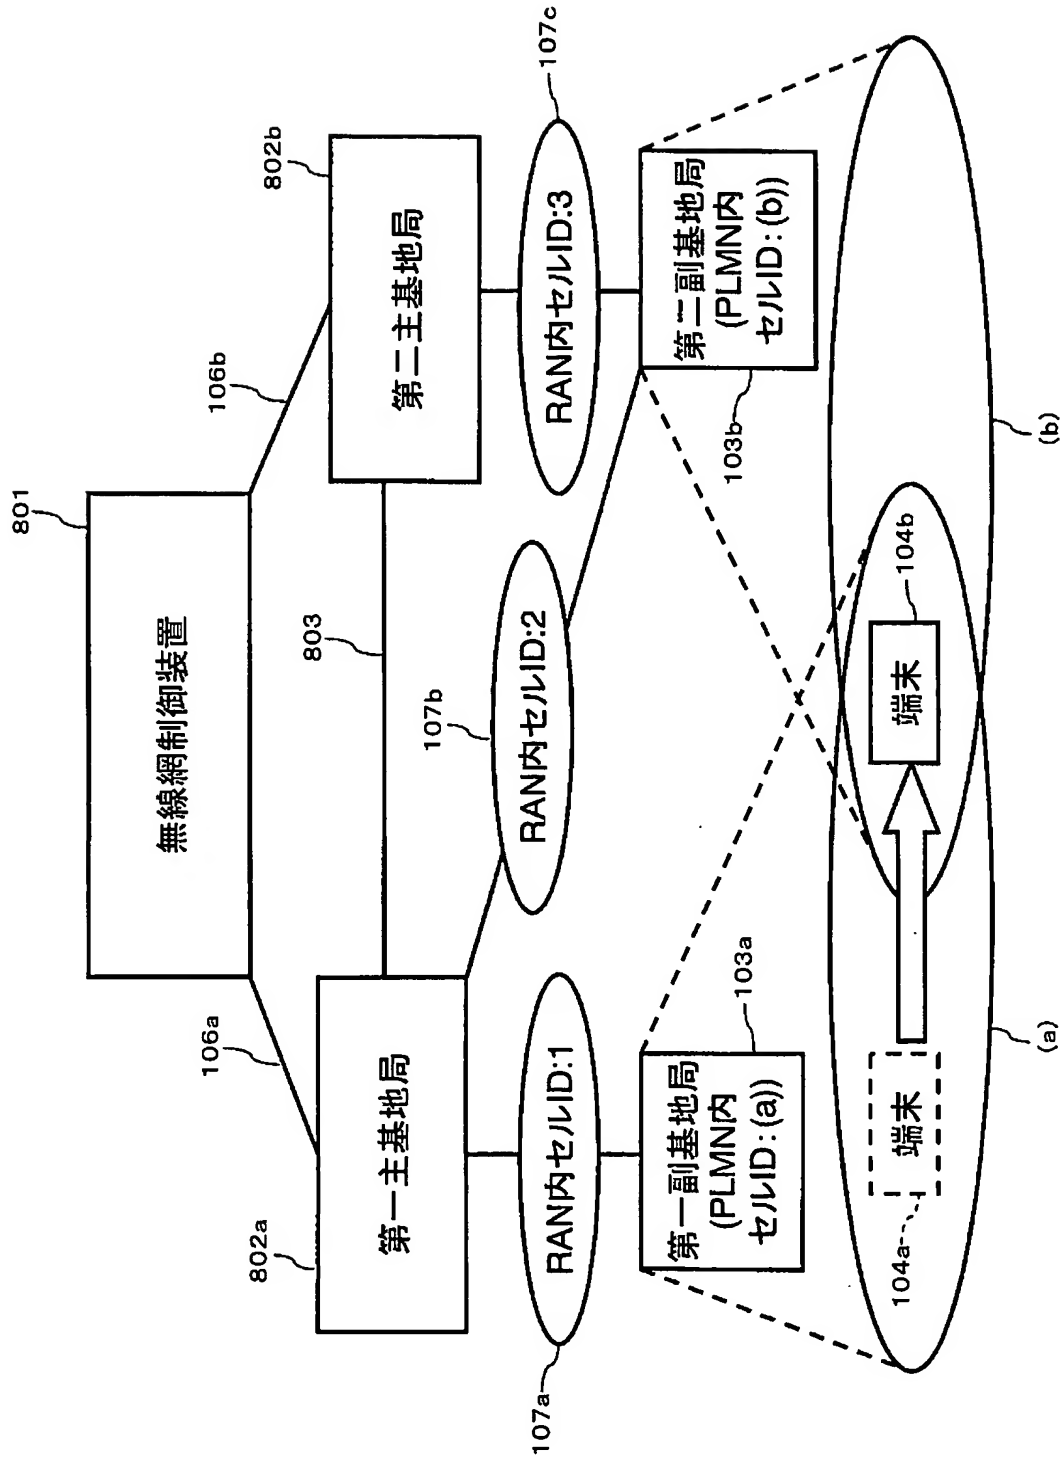 801
無線網制御装置
106a
106b
802a
第一主基地局
803
802b
第二主基地局
107a
RAN内セルID:1
107b
RAN内セルID:2
107c
RAN内セルID:3
103a
第一副基地局
(PLMN内
セルID:(a))
103b
第二副基地局
(PLMN内
セルID:(b))
104a
端末
104b
端末
(a)
(b)